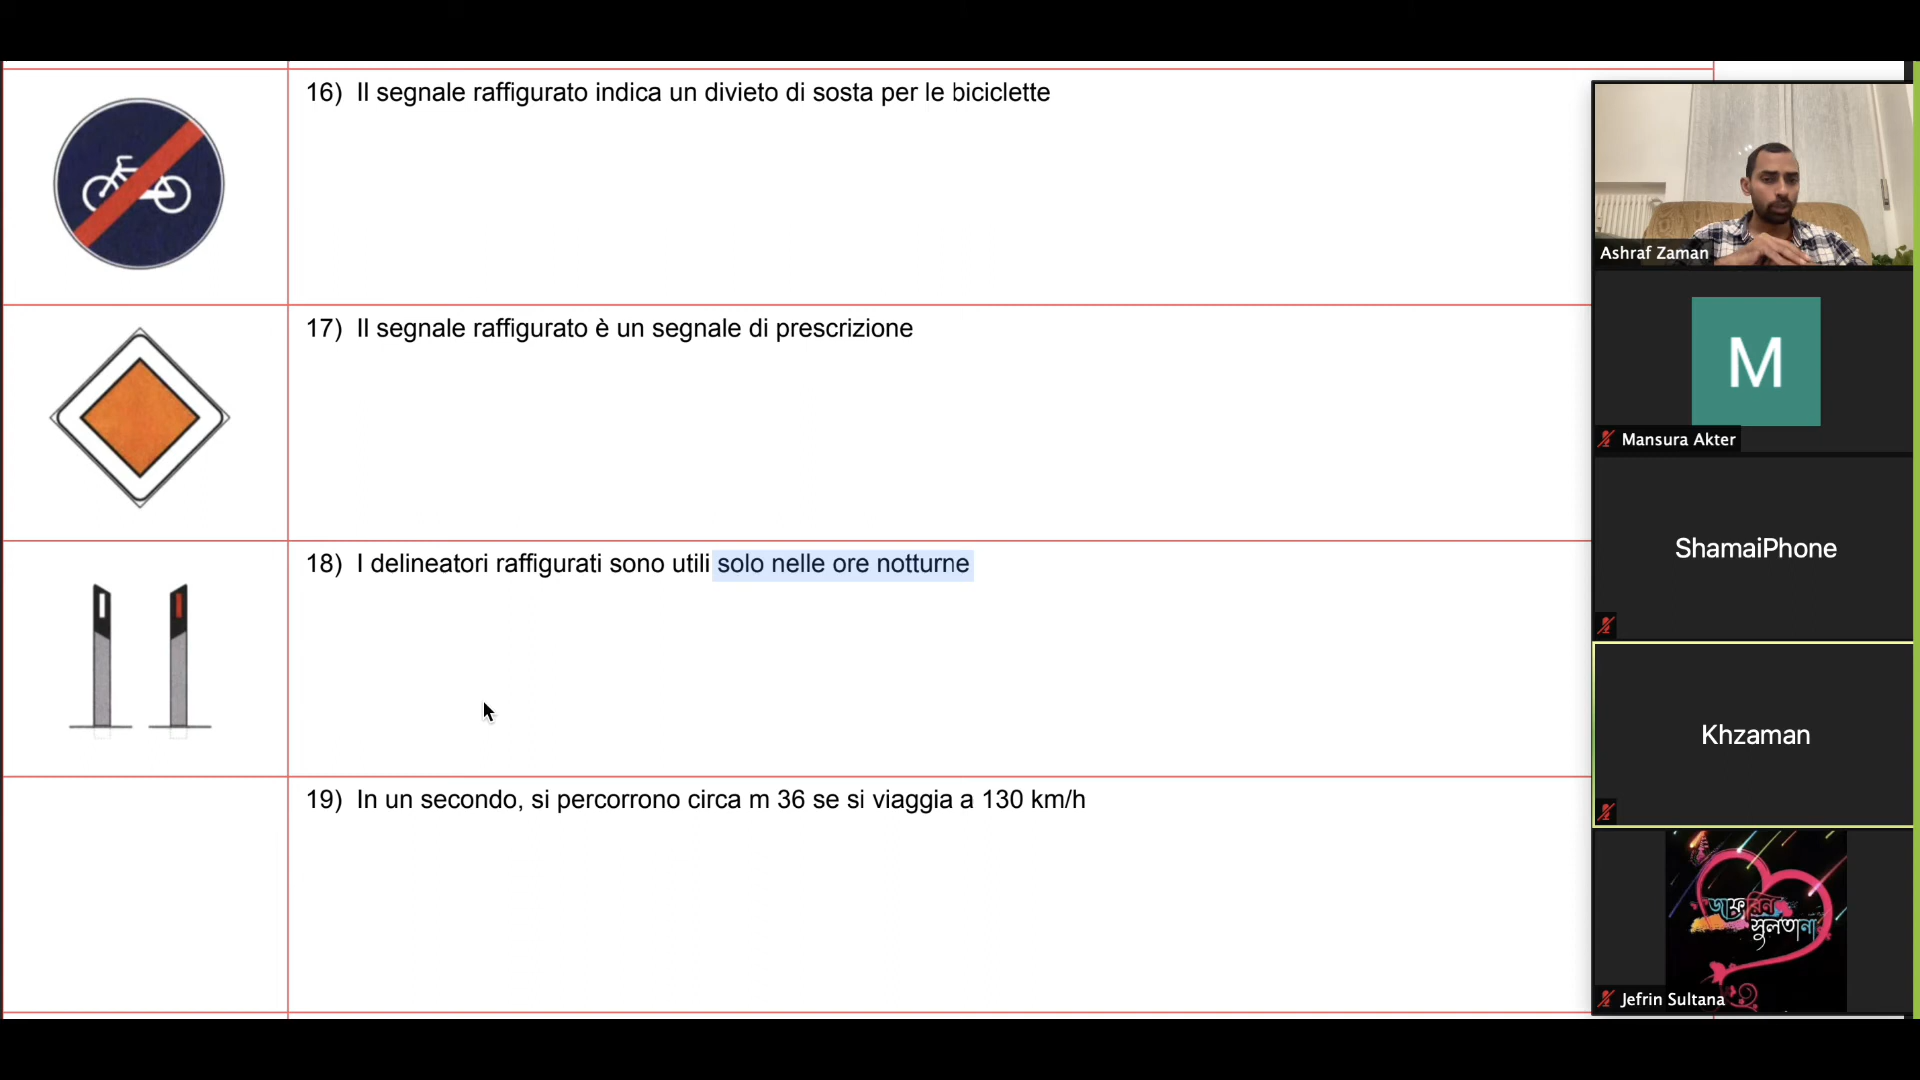 16) Il segnale raffigurato indica un divieto di sosta per le biciclette
17) Il segnale raffigurato è un segnale di prescrizione
18) I delineatori raffigurati sono utili solo nelle ore notturne
19) In un secondo, si percorrono circa m 36 se si viaggia a 130 km/h
Ashraf Zaman
M
Mansura Akter
ShamaiPhone
Khzaman
সুলতানা
Jefrin Sultana